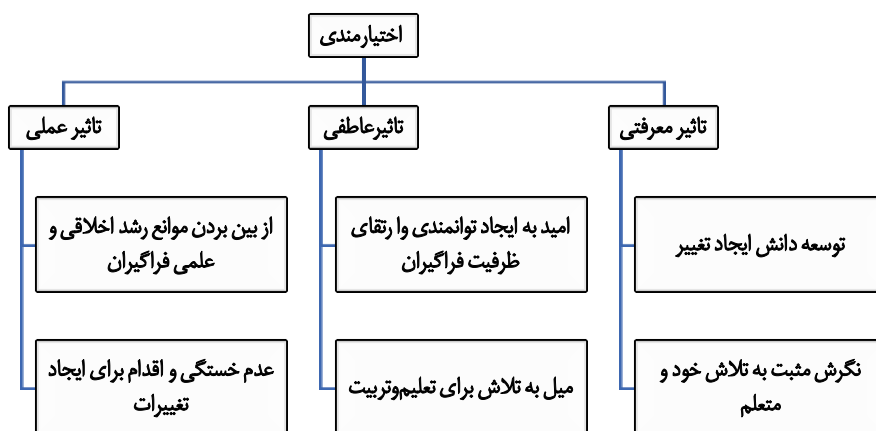 اختیارمندی
تاثیر معرفتی
توسعه دانش ایجاد تغییر
نگرش مثبت به تلاش خود و
متعلم
تاثیرعاطفی
امید به ایجاد توانمندی وا رتقای
ظرفیت فراگیران
میل به تلاش برای تعلیم‌وتربیت
تاثیر عملی
از بین بردن موانع رشد اخلاقی و
علمی فراگیران
عدم خستگی و اقدام برای ایجاد
تغییرات